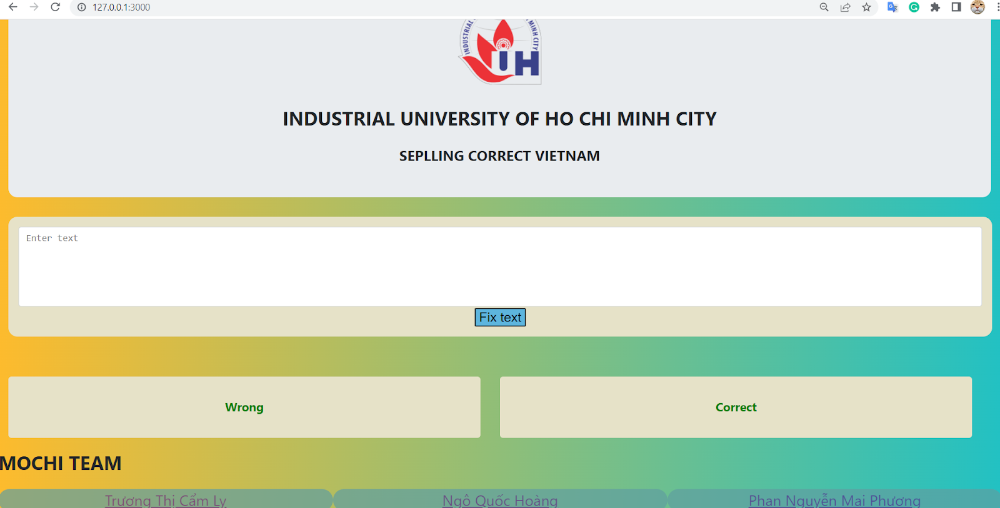 127.0.0.1:3000
INDUSTRIAL
MINH CITY
IUH
INDUSTRIAL UNIVERSITY OF HO CHI MINH CITY
SEPLLING CORRECT VIETNAM
Enter text
Fix text
Wrong
Correct
MOCHI TEAM
Trương Thị Cẩm Ly
Ngô Quốc Hoàng
Phan Nguyễn Mai Phương